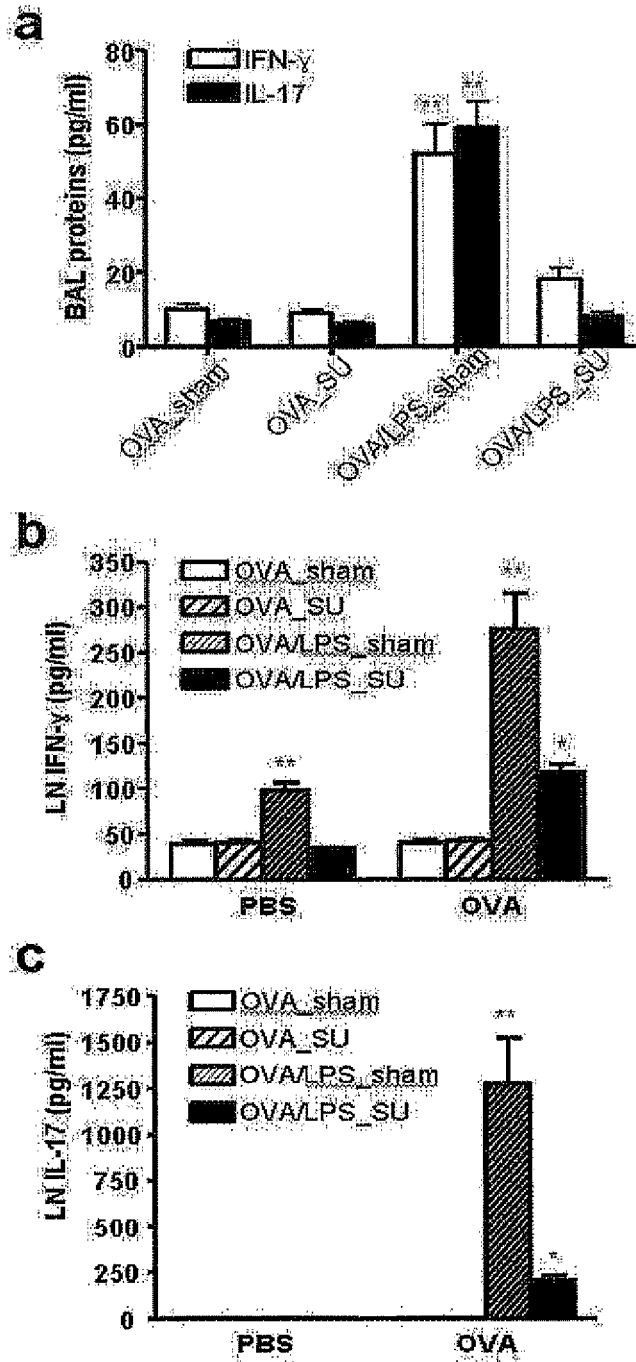 a
80
60
40
20
0
BAL proteins (pg/ml)
IFN-γ
IL-17
** **
OVA_sham
OVA_SU
OVA/LPS_sham
OVA/LPS_SU
b
350
300
250
200
150
100
50
0
LN IFN-γ (pg/ml)
OVA_sham
OVA_SU
OVA/LPS_sham
OVA/LPS_SU
**
**
*
PBS OVA
c
1750
1500
1250
1000
750
500
250
0
LN IL-17 (pg/ml)
OVA_sham
OVA_SU
OVA/LPS_sham
OVA/LPS_SU
**
*
PBS OVA